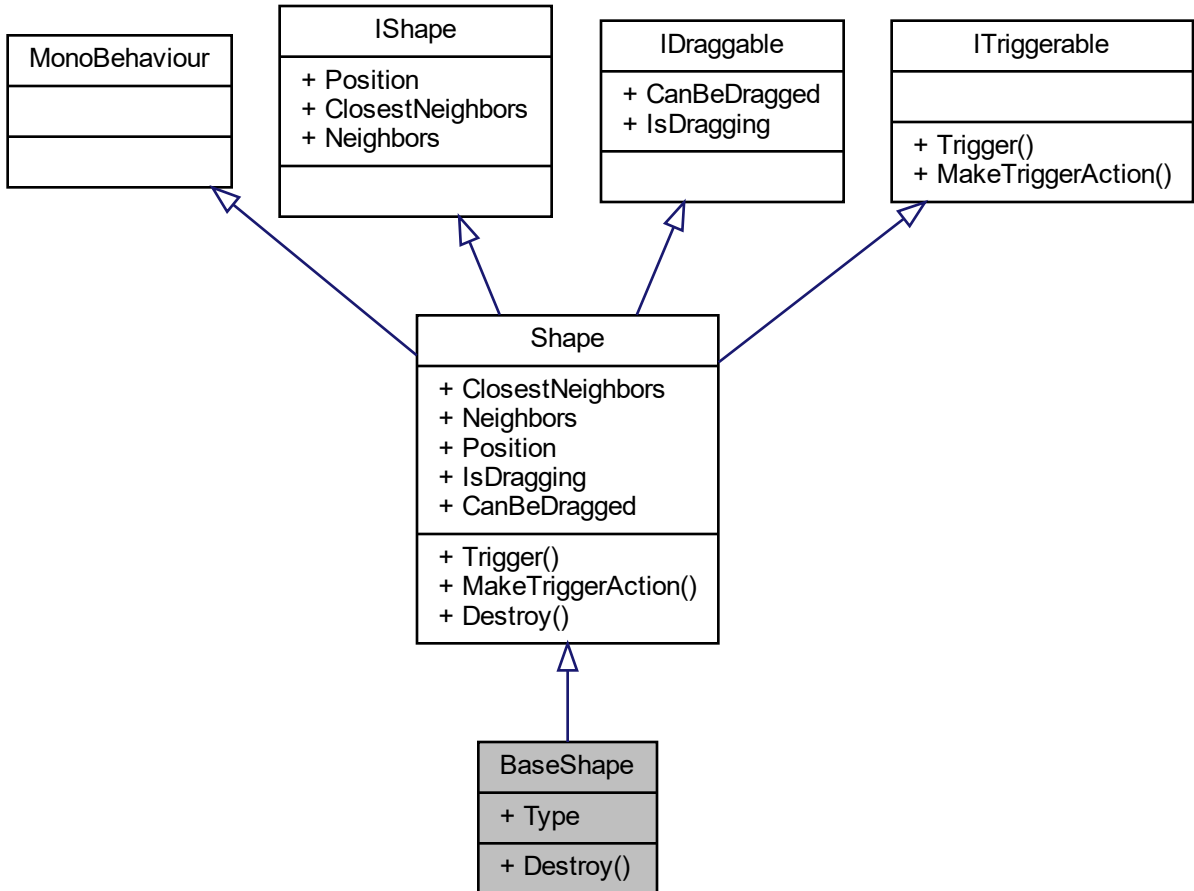 MonoBehaviour
IShape
+ Position
+ ClosestNeighbors
+ Neighbors
IDraggable
+ CanBeDragged
+ IsDragging
ITriggerable
+ Trigger()
+ MakeTriggerAction()
Shape
+ ClosestNeighbors
+ Neighbors
+ Position
+ IsDragging
+ CanBeDragged
+ Trigger()
+ MakeTriggerAction()
+ Destroy()
BaseShape
+ Type
+ Destroy()